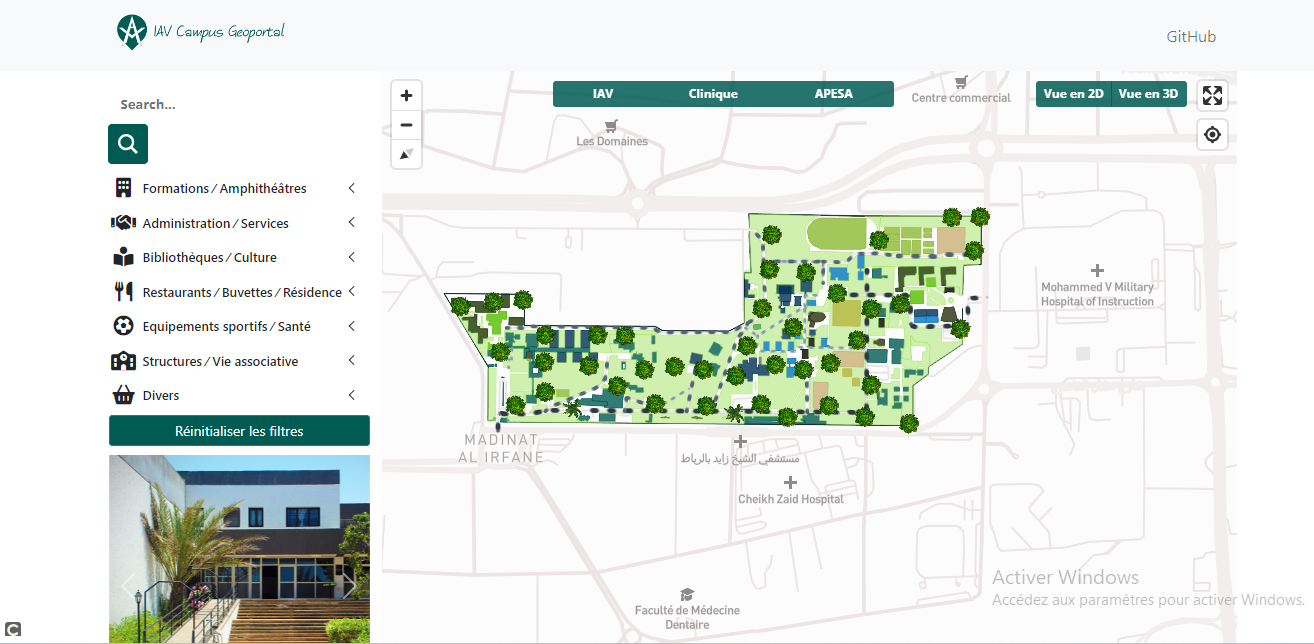 IAV Campus Geoportal
GitHub
Search...
Formations / Amphithéâtres
Administration / Services
Bibliothèques / Culture
Restaurants / Buvettes / Résidence
Equipements sportifs / Santé
Structures / Vie associative
Divers
Réinitialiser les filtres
IAV Clinique APESA
Vue en 2D Vue en 3D
Centre commercial
Les Domaines
Mohammed V Military
Hospital of Instruction
MADINAT
AL IRFANE
مستشفي الشيخ زايد بالرباط
Cheikh Zaid Hospital
Faculté de Médecine
Dentaire
Activer Windows
Accédez aux paramètres pour activer Windows.